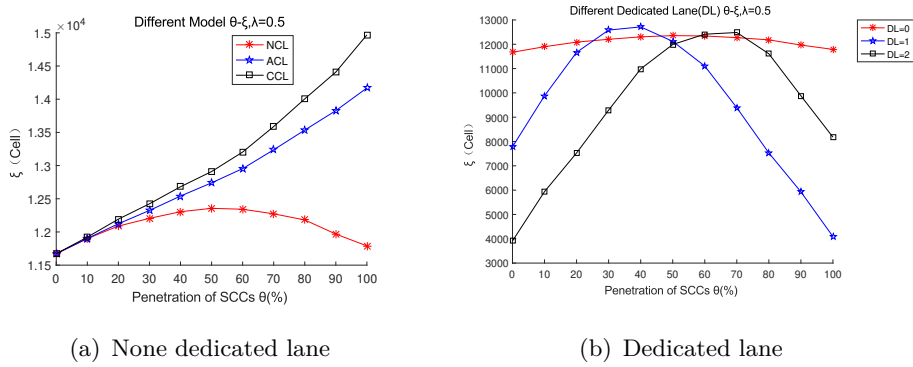 Different Model θ-ξ,λ=0.5
×10⁴
NCL
ACL
CCL
1.5
1.45
1.4
1.35
1.3
1.25
1.2
1.15
ξ（Cell）
0 10 20 30 40 50 60 70 80 90 100
Penetration of SCCs θ(%)
(a) None dedicated lane
Different Dedicated Lane(DL) θ-ξ,λ=0.5
DL=0
DL=1
DL=2
13000
12000
11000
10000
9000
8000
7000
6000
5000
4000
3000
ξ（Cell）
0 10 20 30 40 50 60 70 80 90 100
Penetration of SCCs θ(%)
(b) Dedicated lane